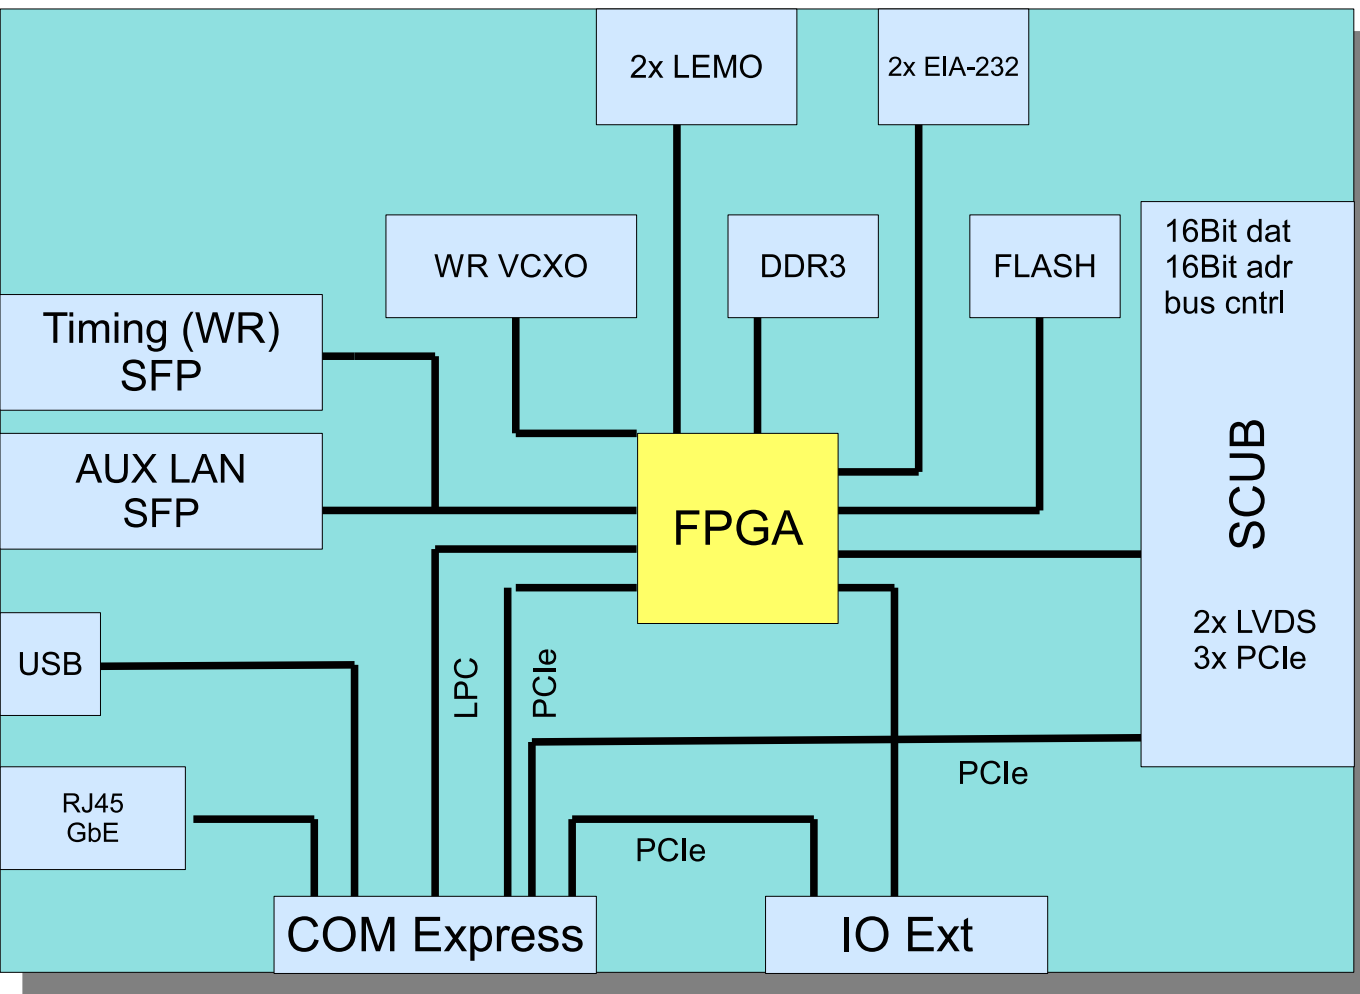 2x LEMO
2x EIA-232
WR VCXO
DDR3
FLASH
16Bit dat
16Bit adr
bus cntrl
Timing (WR)
SFP
AUX LAN
SFP
FPGA
SCUB
2x LVDS
3x PCIe
USB
LPC
PCIe
PCIe
RJ45
GbE
PCIe
COM Express
IO Ext